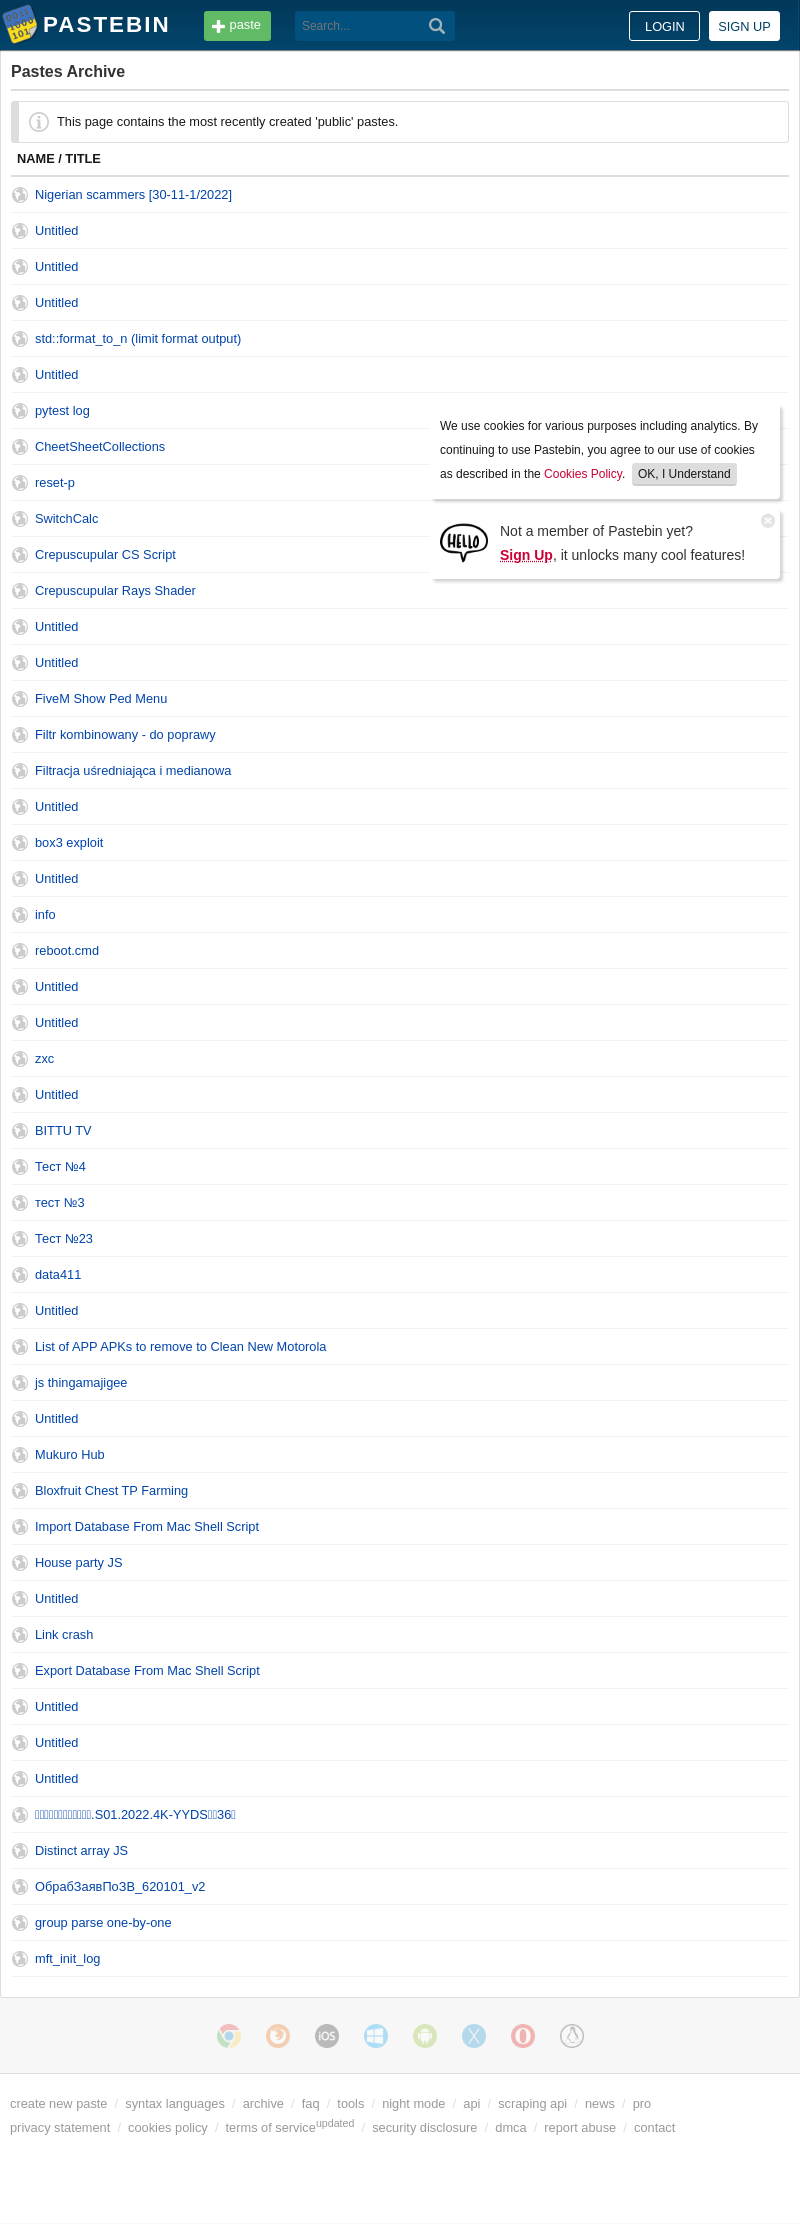 PASTEBIN
paste
Search...
LOGIN
SIGN UP
Pastes Archive
This page contains the most recently created 'public' pastes.
NAME / TITLE
Nigerian scammers [30-11-1/2022]
Untitled
Untitled
Untitled
std::format_to_n (limit format output)
Untitled
pytest log
CheetSheetCollections
reset-p
SwitchCalc
Crepuscupular CS Script
Crepuscupular Rays Shader
We use cookies for various purposes including analytics. By
continuing to use Pastebin, you agree to our use of cookies
as described in the Cookies Policy. OK, I Understand
HELLO
Not a member of Pastebin yet?
Sign Up, it unlocks many cool features!
Untitled
Untitled
FiveM Show Ped Menu
Filtr kombinowany - do poprawy
Filtracja uśredniająca i medianowa
Untitled
box3 exploit
Untitled
info
reboot.cmd
Untitled
Untitled
zxc
Untitled
BITTU TV
Тест №4
тест №3
Тест №23
data411
Untitled
List of APP APKs to remove to Clean New Motorola
js thingamajigee
Untitled
Mukuro Hub
Bloxfruit Chest TP Farming
Import Database From Mac Shell Script
House party JS
Untitled
Link crash
Export Database From Mac Shell Script
Untitled
Untitled
Untitled
.S01.2022.4K-YYDS 36
Distinct array JS
ОбрабЗаявПоЗВ_620101_v2
group parse one-by-one
mft_init_log
iOS
create new paste / syntax languages / archive / faq / tools / night mode / api / scraping api / news / pro
privacy statement / cookies policy / terms of service updated / security disclosure / dmca / report abuse / contact